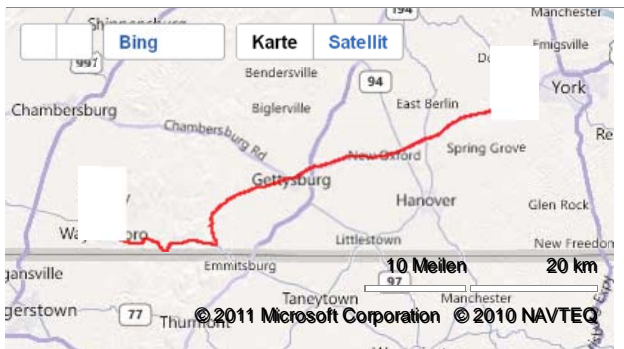 194
Manchester
Bing
Karte Satellit
Emigsville
997
Bendersville
94
York
Chambersburg
Biglerville
East Berlin
Chambersburg Rd
New Oxford
Spring Grove
Gettysburg
Hanover
Glen Rock
Littlestown
New Freedom
Emmitsburg
10 Meilen 20 km
97
Taneytown
Manchester
77
© 2011 Microsoft Corporation © 2010 NAVTEQ